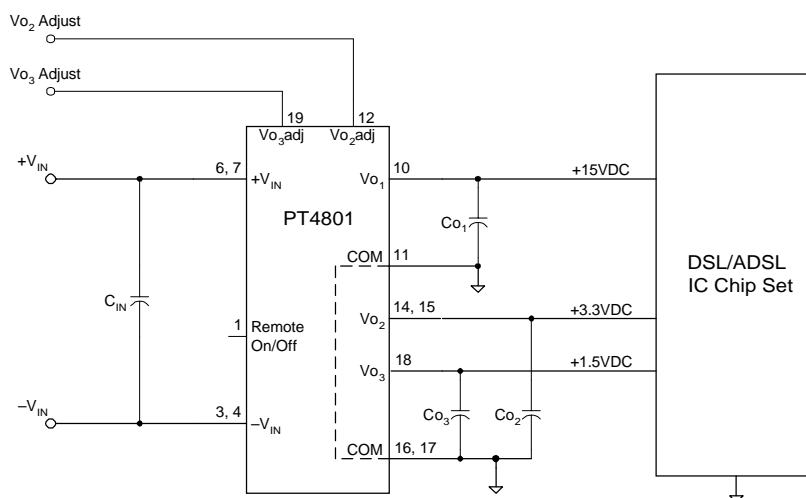 Vo2 Adjust
Vo3 Adjust
19 12
Vo3adj Vo2adj
+VIN 6, 7 +VIN Vo1 10 +15VDC
PT4801
Co1
COM 11
DSL/ADSL
IC Chip Set
CIN
1 Remote
On/Off
Vo2 14, 15 +3.3VDC
Vo3 18 +1.5VDC
Co3 Co2
–VIN 3, 4 –VIN
COM 16, 17